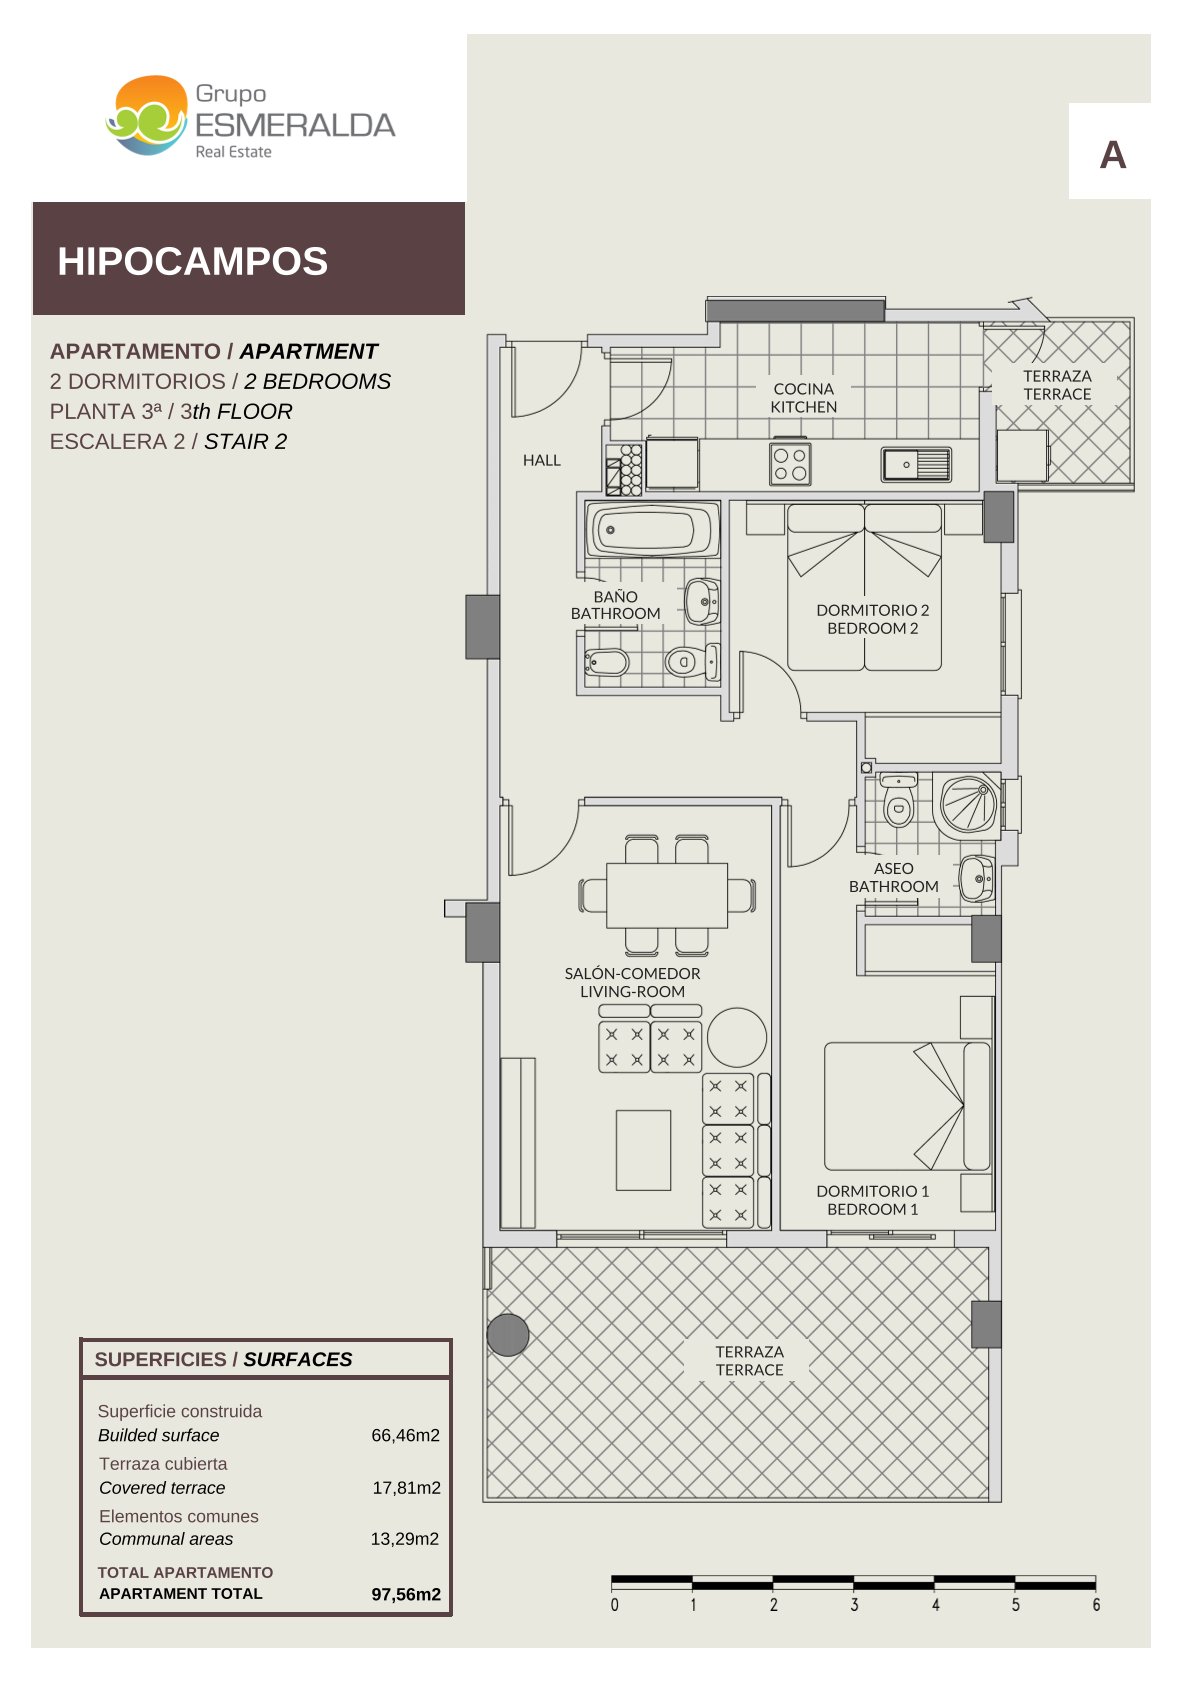 Grupo
ESMERALDA
Real Estate
A
HIPOCAMPOS
APARTAMENTO / APARTMENT
2 DORMITORIOS / 2 BEDROOMS
PLANTA 3ª / 3th FLOOR
ESCALERA 2 / STAIR 2
COCINA
KITCHEN
TERRAZA
TERRACE
HALL
BAÑO
BATHROOM
DORMITORIO 2
BEDROOM 2
ASEO
BATHROOM
SALÓN-COMEDOR
LIVING-ROOM
DORMITORIO 1
BEDROOM 1
TERRAZA
TERRACE
SUPERFICIES / SURFACES
Superficie construida
Builded surface 66,46m2
Terraza cubierta
Covered terrace 17,81m2
Elementos comunes
Communal areas 13,29m2
TOTAL APARTAMENTO
APARTAMENT TOTAL 97,56m2
0 1 2 3 4 5 6